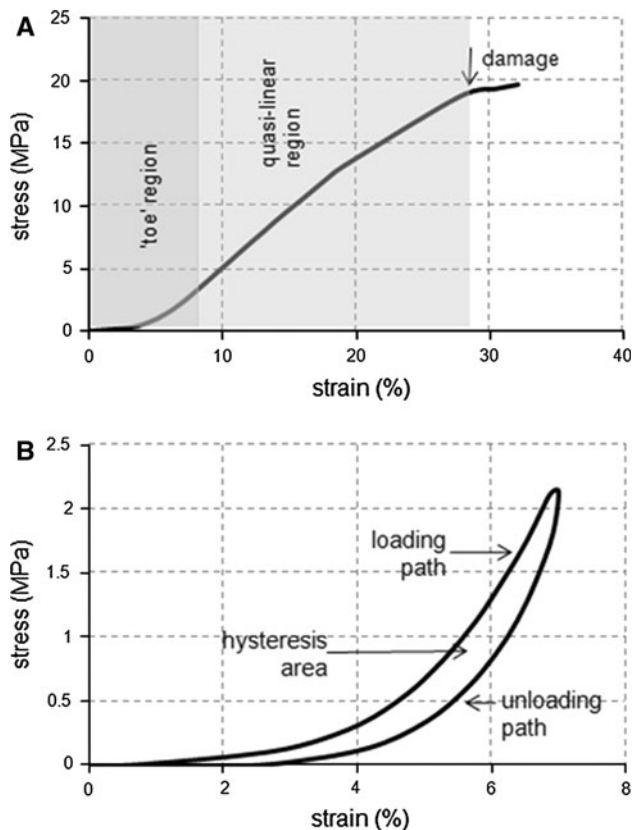 A
25
20
15
10
5
0
stress (MPa)
'toe' region
quasi-linear
region
damage
0 10 20 30 40
strain (%)
B
2.5
2
1.5
1
0.5
0
stress (MPa)
loading
path
hysteresis
area
unloading
path
0 2 4 6 8
strain (%)